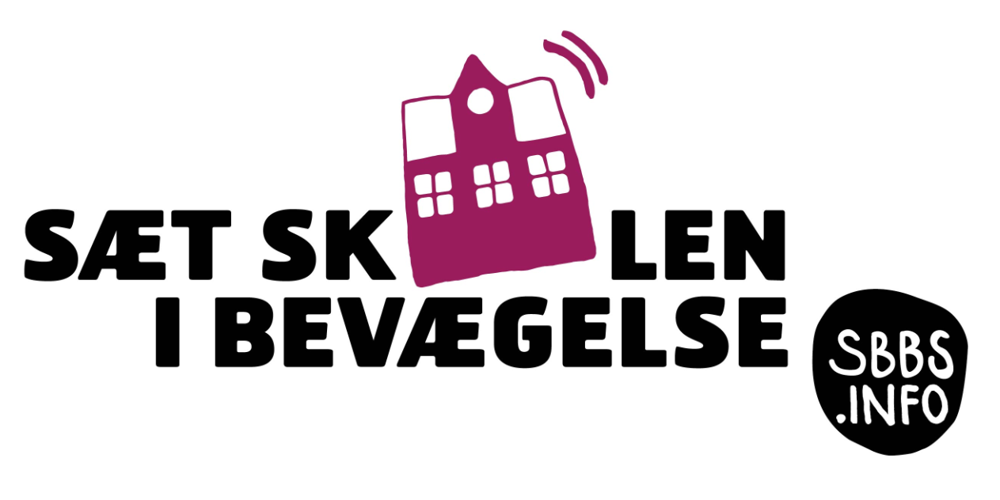 SÆT SK LEN
I BEVÆGELSE
SBBS
.INFO